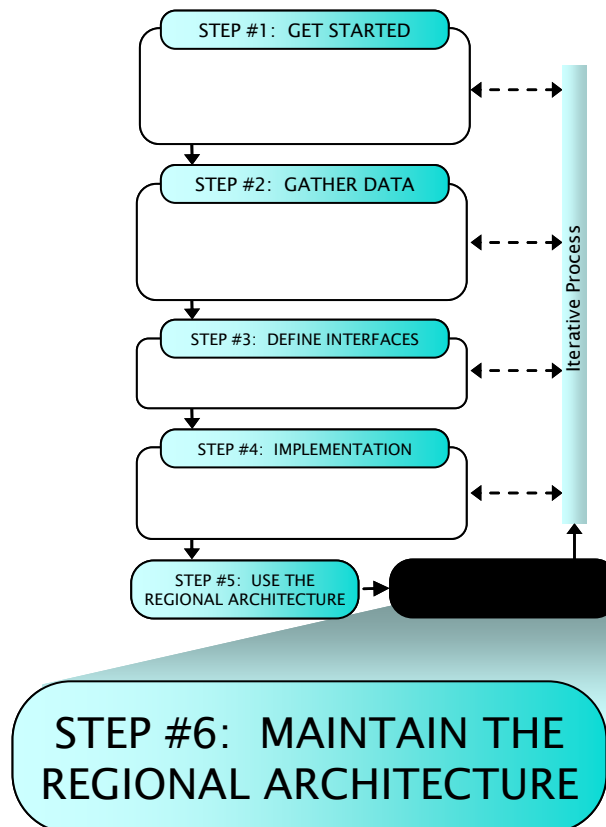 STEP #1: GET STARTED
STEP #2: GATHER DATA
Iterative Process
STEP #3: DEFINE INTERFACES
STEP #4: IMPLEMENTATION
STEP #5: USE THE
REGIONAL ARCHITECTURE
STEP #6: MAINTAIN THE
REGIONAL ARCHITECTURE